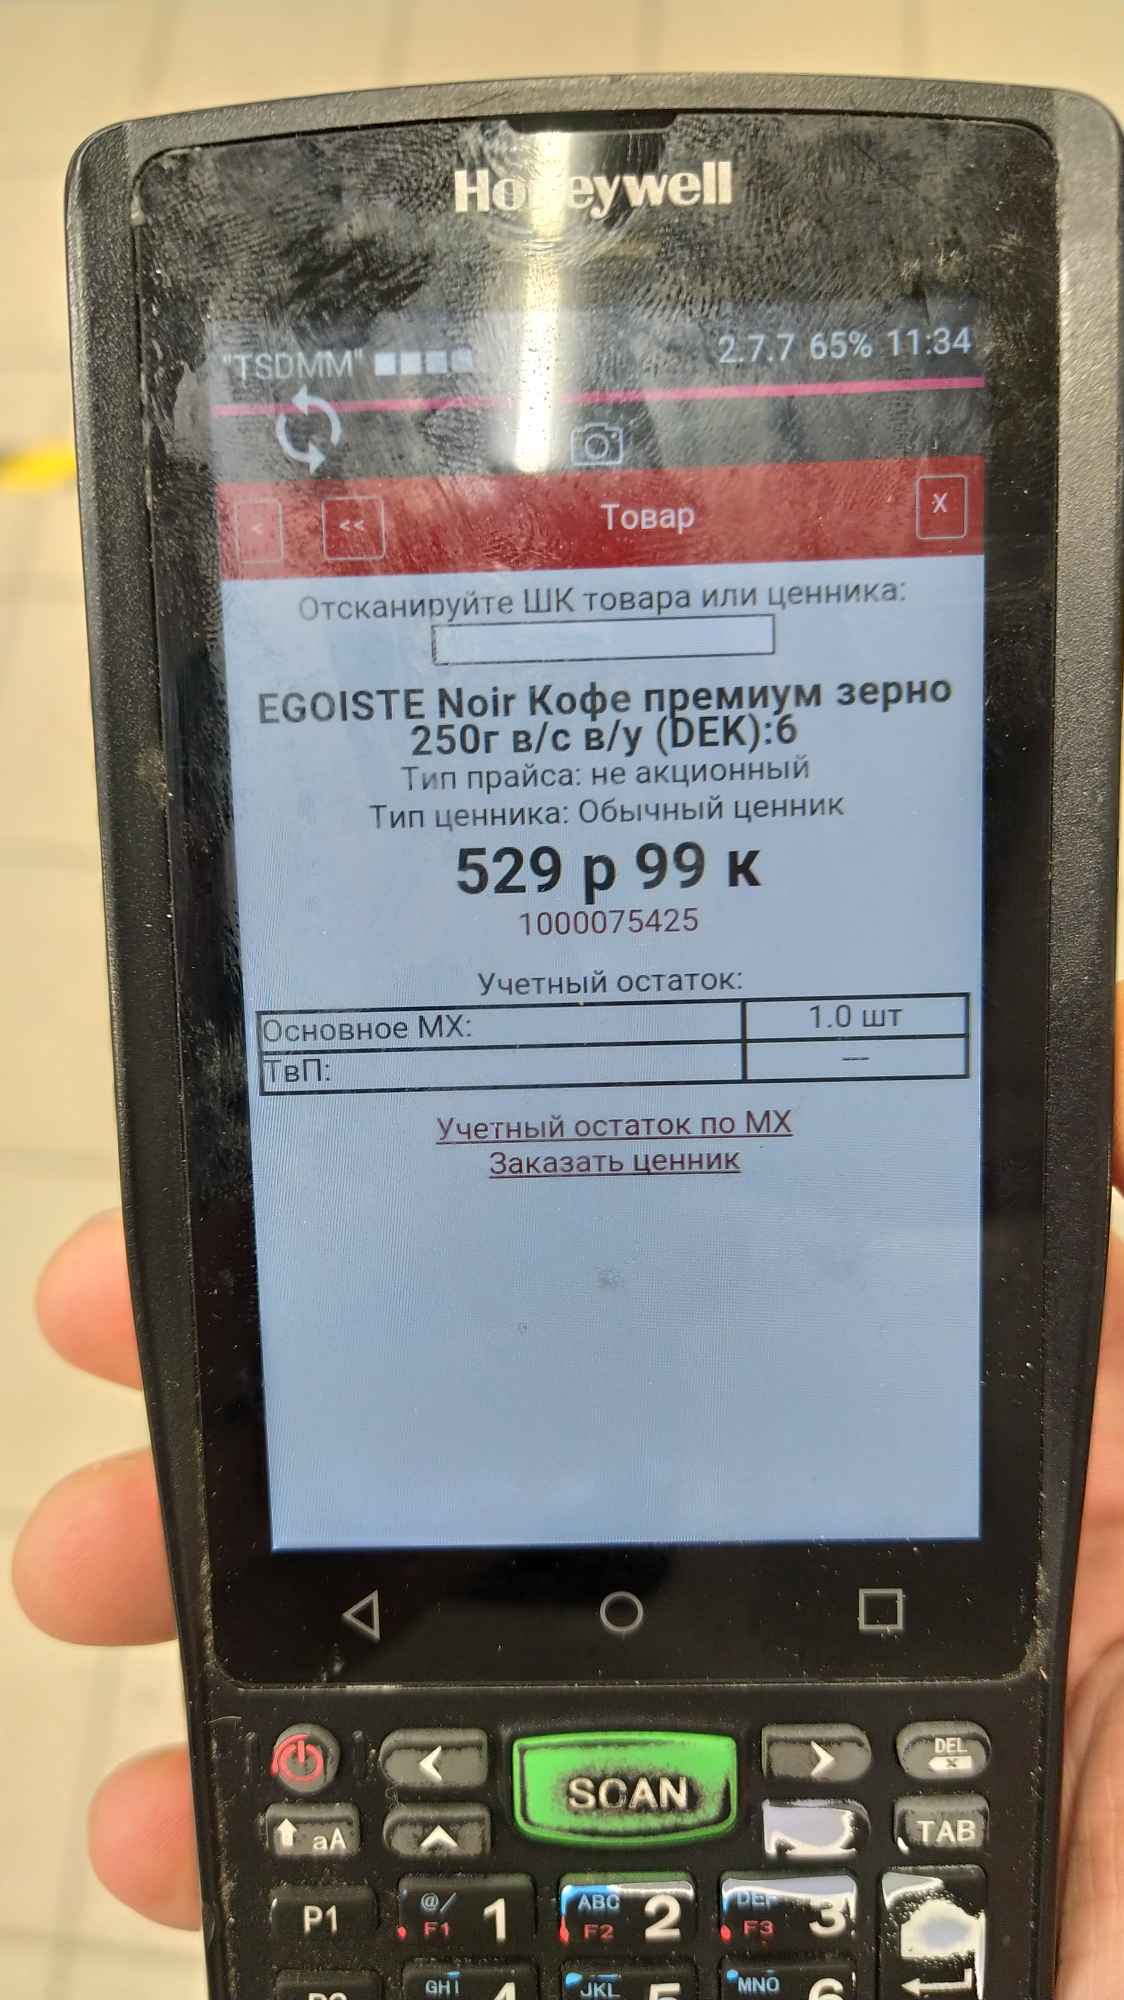 Honeywell
"TSDMM" 2.7.7 65% 11:34
< << Товар X
Отсканируйте ШК товара или ценника:
EGOISTE Noir Кофе премиум зерно
250г в/с в/у (DEK):6
Тип прайса: не акционный
Тип ценника: Обычный ценник
529 р 99 к
1000075425
Учетный остаток:
Основное МХ: 1.0 шт
ТвП: ---
Учетный остаток по МХ
Заказать ценник
< SCAN > DEL
aA TAB
P1 @/ F1 1 ABC F2 2 DEF F3 3
GHI JKL MNO